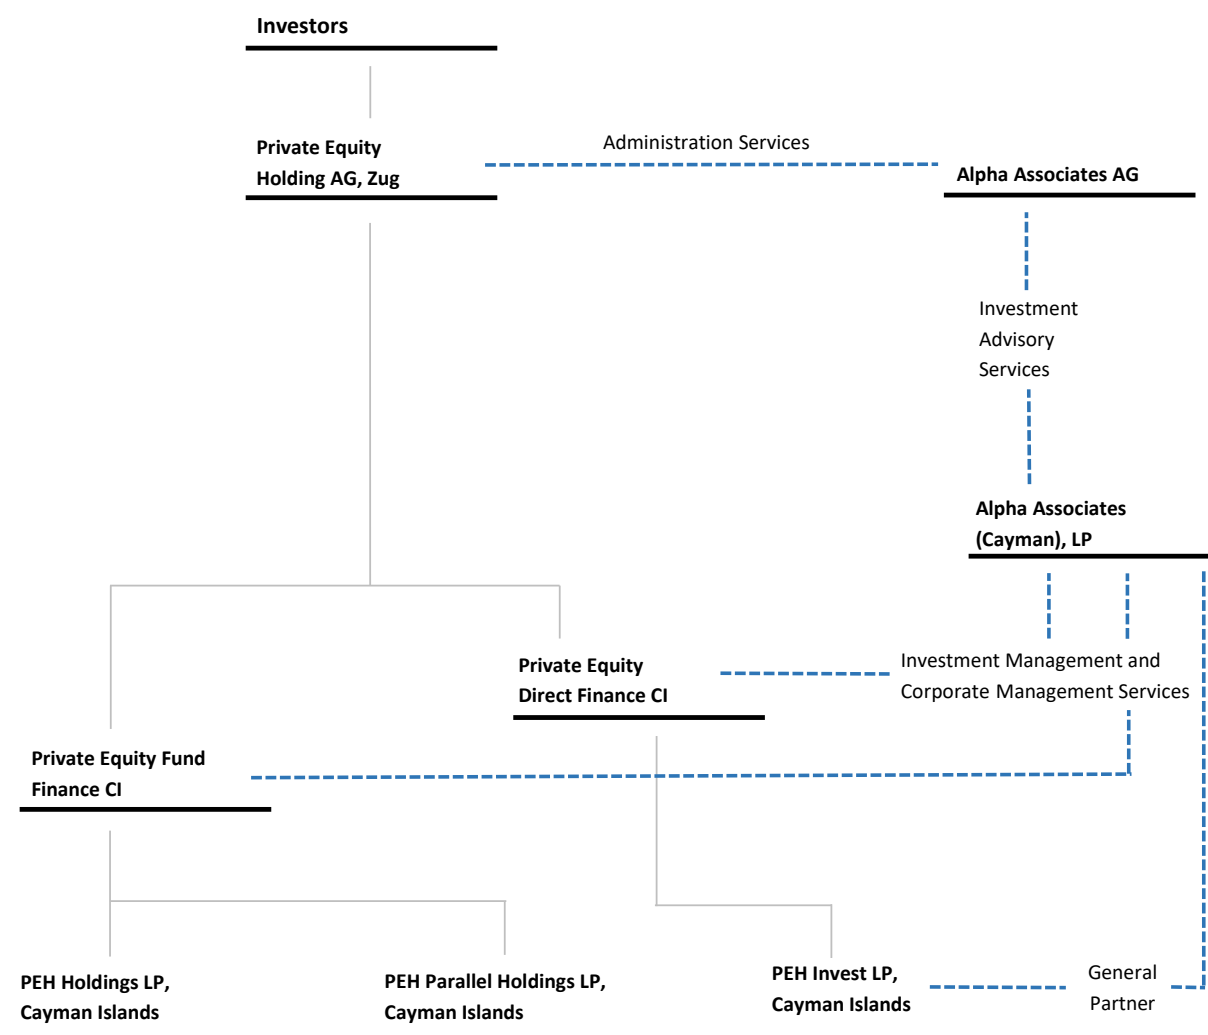 Investors
Private Equity
Holding AG, Zug
Administration Services
Alpha Associates AG
Investment
Advisory
Services
Alpha Associates
(Cayman), LP
Private Equity
Direct Finance CI
Investment Management and
Corporate Management Services
Private Equity Fund
Finance CI
PEH Holdings LP,
Cayman Islands
PEH Parallel Holdings LP,
Cayman Islands
PEH Invest LP,
Cayman Islands
General
Partner